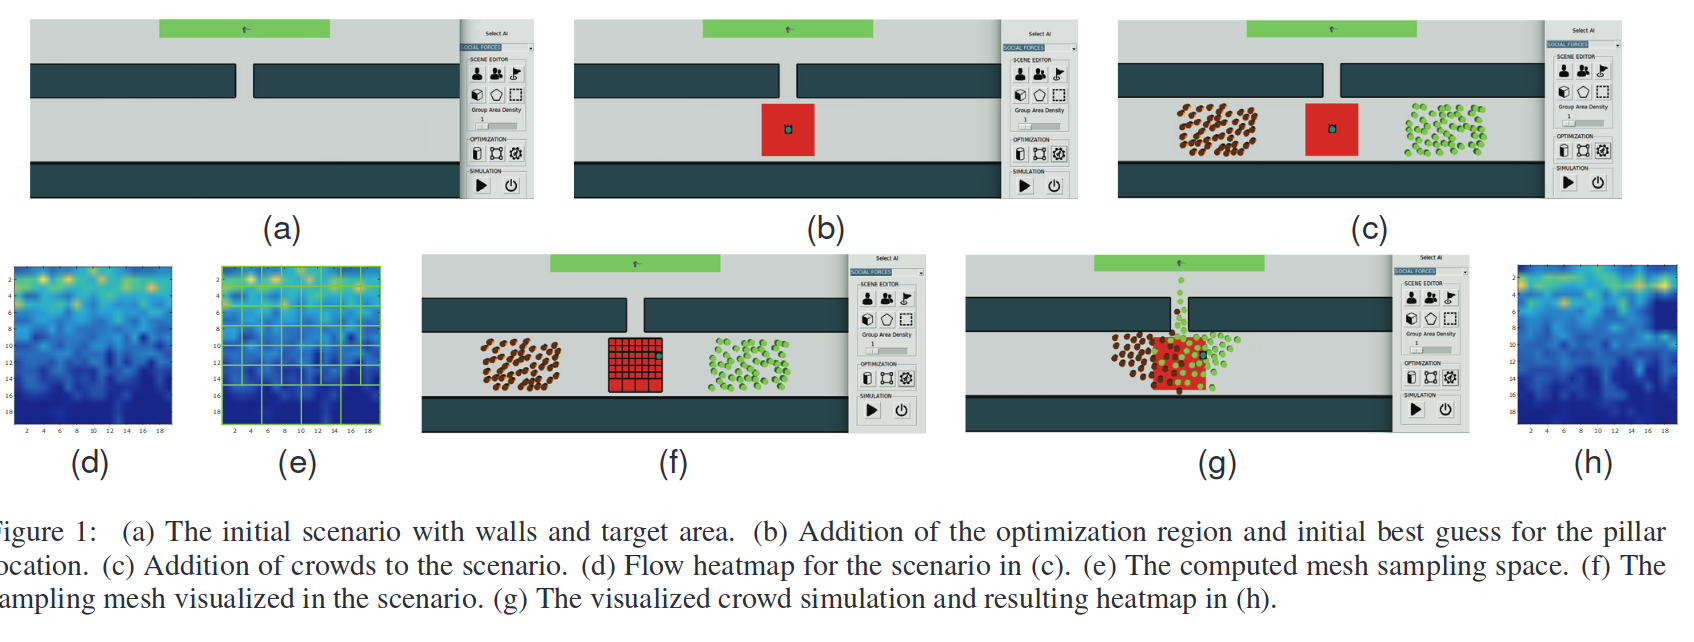 Select AI
SOCIAL FORCES
SCENE EDITOR
Group Area Density
1
OPTIMIZATION
SIMULATION
(a)
Select AI
SOCIAL FORCES
SCENE EDITOR
Group Area Density
1
OPTIMIZATION
SIMULATION
(b)
Select AI
SOCIAL FORCES
SCENE EDITOR
Group Area Density
1
OPTIMIZATION
SIMULATION
(c)
2
4
6
8
10
12
14
16
18
2 4 6 8 10 12 14 16 18
(d)
2
4
6
8
10
12
14
16
18
2 4 6 8 10 12 14 16 18
(e)
Select AI
SOCIAL FORCES
SCENE EDITOR
Group Area Density
1
OPTIMIZATION
SIMULATION
(f)
Select AI
SOCIAL FORCES
SCENE EDITOR
Group Area Density
1
OPTIMIZATION
SIMULATION
(g)
2
4
6
8
10
12
14
16
18
2 4 6 8 10 12 14 16 18
(h)
igure 1: (a) The initial scenario with walls and target area. (b) Addition of the optimization region and initial best guess for the pillar
ocation. (c) Addition of crowds to the scenario. (d) Flow heatmap for the scenario in (c). (e) The computed mesh sampling space. (f) The
ampling mesh visualized in the scenario. (g) The visualized crowd simulation and resulting heatmap in (h).